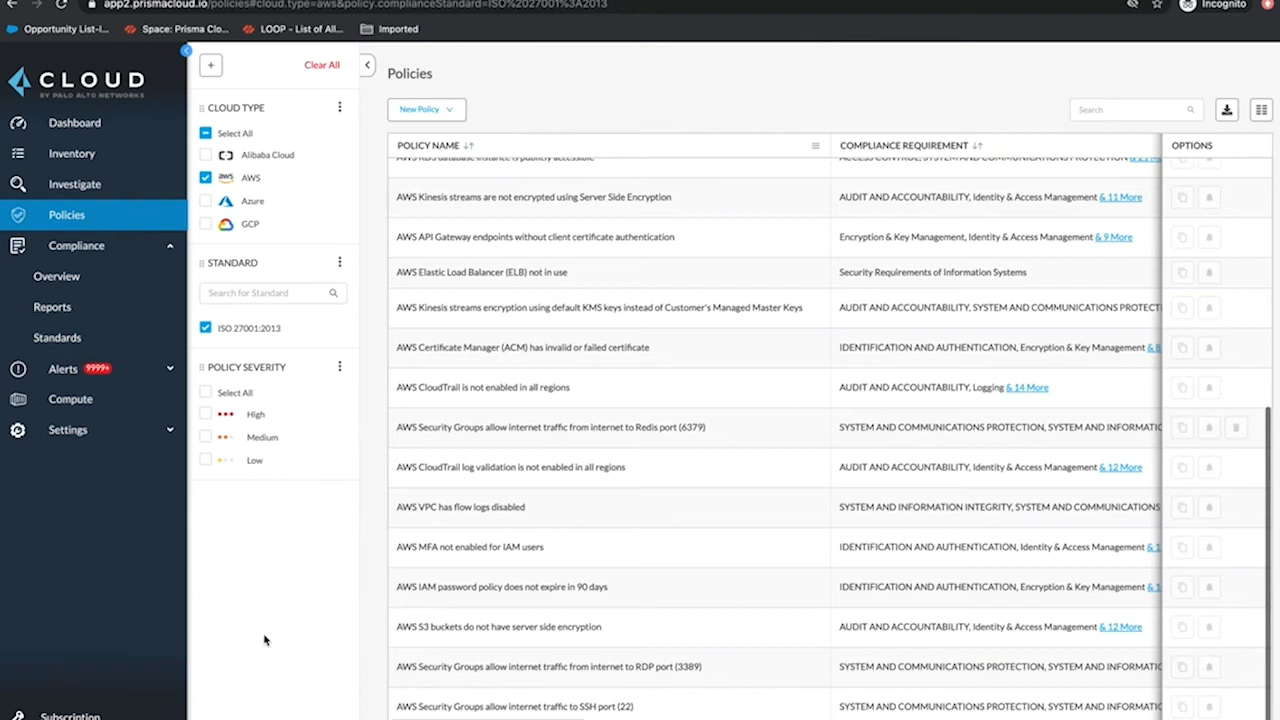 app2.prismacloud.io/policies#cloud.type=aws&policy.complianceStandard=ISO%2027001%3A2013
Incognito
Opportunity List-I...
Space: Prisma Clo...
LOOP - List of All...
Imported
CLOUD
BY PALO ALTO NETWORKS
Dashboard
Inventory
Investigate
Policies
Compliance
Overview
Reports
Standards
Alerts 9999+
Compute
Settings
Subscription
+
Clear All
CLOUD TYPE
Select All
Alibaba Cloud
aws AWS
Azure
GCP
STANDARD
Search for Standard
ISO 27001:2013
POLICY SEVERITY
Select All
High
Medium
Low
Policies
New Policy
Search
POLICY NAME
COMPLIANCE REQUIREMENT
OPTIONS
AWS RDS database instance is publicly accessible
ACCESS CONTROL, SYSTEM AND COMMUNICATIONS PROTECTION
AWS Kinesis streams are not encrypted using Server Side Encryption
AUDIT AND ACCOUNTABILITY, Identity & Access Management & 11 More
AWS API Gateway endpoints without client certificate authentication
Encryption & Key Management, Identity & Access Management & 9 More
AWS Elastic Load Balancer (ELB) not in use
Security Requirements of Information Systems
AWS Kinesis streams encryption using default KMS keys instead of Customer's Managed Master Keys
AUDIT AND ACCOUNTABILITY, SYSTEM AND COMMUNICATIONS PROTECT
AWS Certificate Manager (ACM) has invalid or failed certificate
IDENTIFICATION AND AUTHENTICATION, Encryption & Key Management & 8
AWS CloudTrail is not enabled in all regions
AUDIT AND ACCOUNTABILITY, Logging & 14 More
AWS Security Groups allow internet traffic from internet to Redis port (6379)
SYSTEM AND COMMUNICATIONS PROTECTION, SYSTEM AND INFORMATIO
AWS CloudTrail log validation is not enabled in all regions
AUDIT AND ACCOUNTABILITY, Identity & Access Management & 12 More
AWS VPC has flow logs disabled
SYSTEM AND INFORMATION INTEGRITY, SYSTEM AND COMMUNICATIONS
AWS MFA not enabled for IAM users
IDENTIFICATION AND AUTHENTICATION, Identity & Access Management & 1
AWS IAM password policy does not expire in 90 days
IDENTIFICATION AND AUTHENTICATION, Encryption & Key Management & 1
AWS S3 buckets do not have server side encryption
AUDIT AND ACCOUNTABILITY, Identity & Access Management & 12 More
AWS Security Groups allow internet traffic from internet to RDP port (3389)
SYSTEM AND COMMUNICATIONS PROTECTION, SYSTEM AND INFORMATIO
AWS Security Groups allow internet traffic to SSH port (22)
SYSTEM AND COMMUNICATIONS PROTECTION, SYSTEM AND INFORMATIO